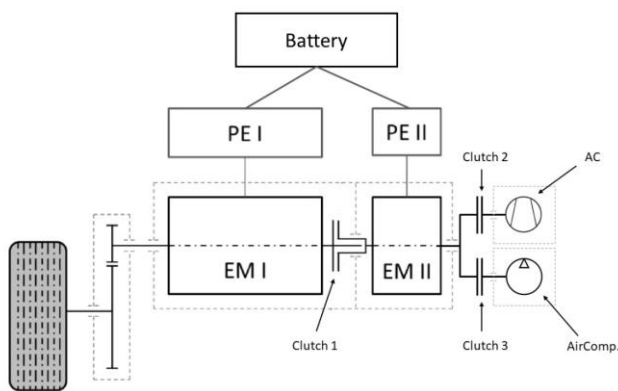 Battery
PE I
PE II
Clutch 2
AC
EM I
EM II
Clutch 1
Clutch 3
AirComp.